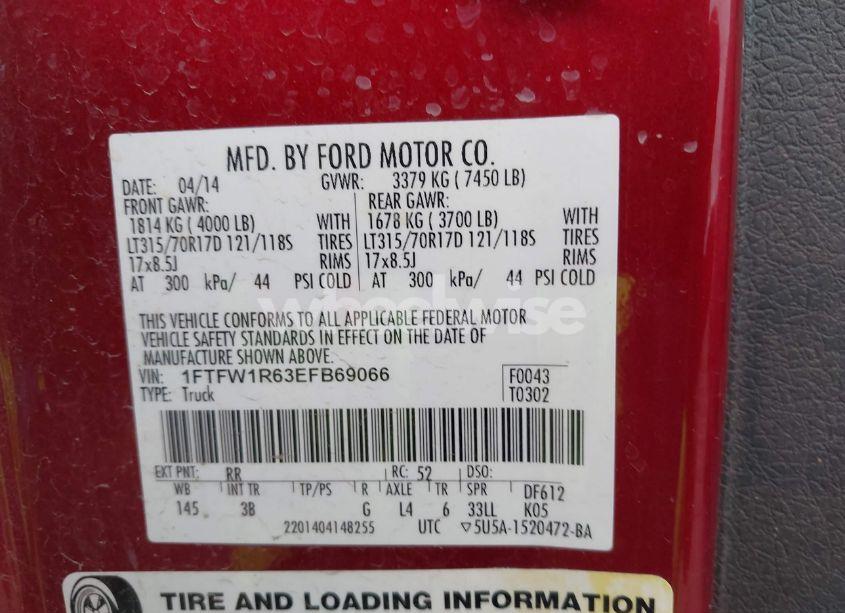 MFD. BY FORD MOTOR CO.
DATE: 04/14 GVWR: 3379 KG ( 7450 LB)
FRONT GAWR: REAR GAWR:
1814 KG ( 4000 LB) WITH 1678 KG ( 3700 LB) WITH
LT315/70R17D 121/118S TIRES LT315/70R17D 121/118S TIRES
17x8.5J RIMS 17x8.5J RIMS
AT 300 kPa/ 44 PSI COLD AT 300 kPa/ 44 PSI COLD
wheelwise
THIS VEHICLE CONFORMS TO ALL APPLICABLE FEDERAL MOTOR
VEHICLE SAFETY STANDARDS IN EFFECT ON THE DATE OF
MANUFACTURE SHOWN ABOVE.
VIN: 1FTFW1R63EFB69066 F0043
TYPE: Truck T0302
EXT PNT: RR RC: 52 DSO:
WB INT TR TP/PS R AXLE TR SPR DF612
145 3B G L4 6 33LL K05
2201404148255 UTC ▽5U5A-1520472-BA
TIRE AND LOADING INFORMATION